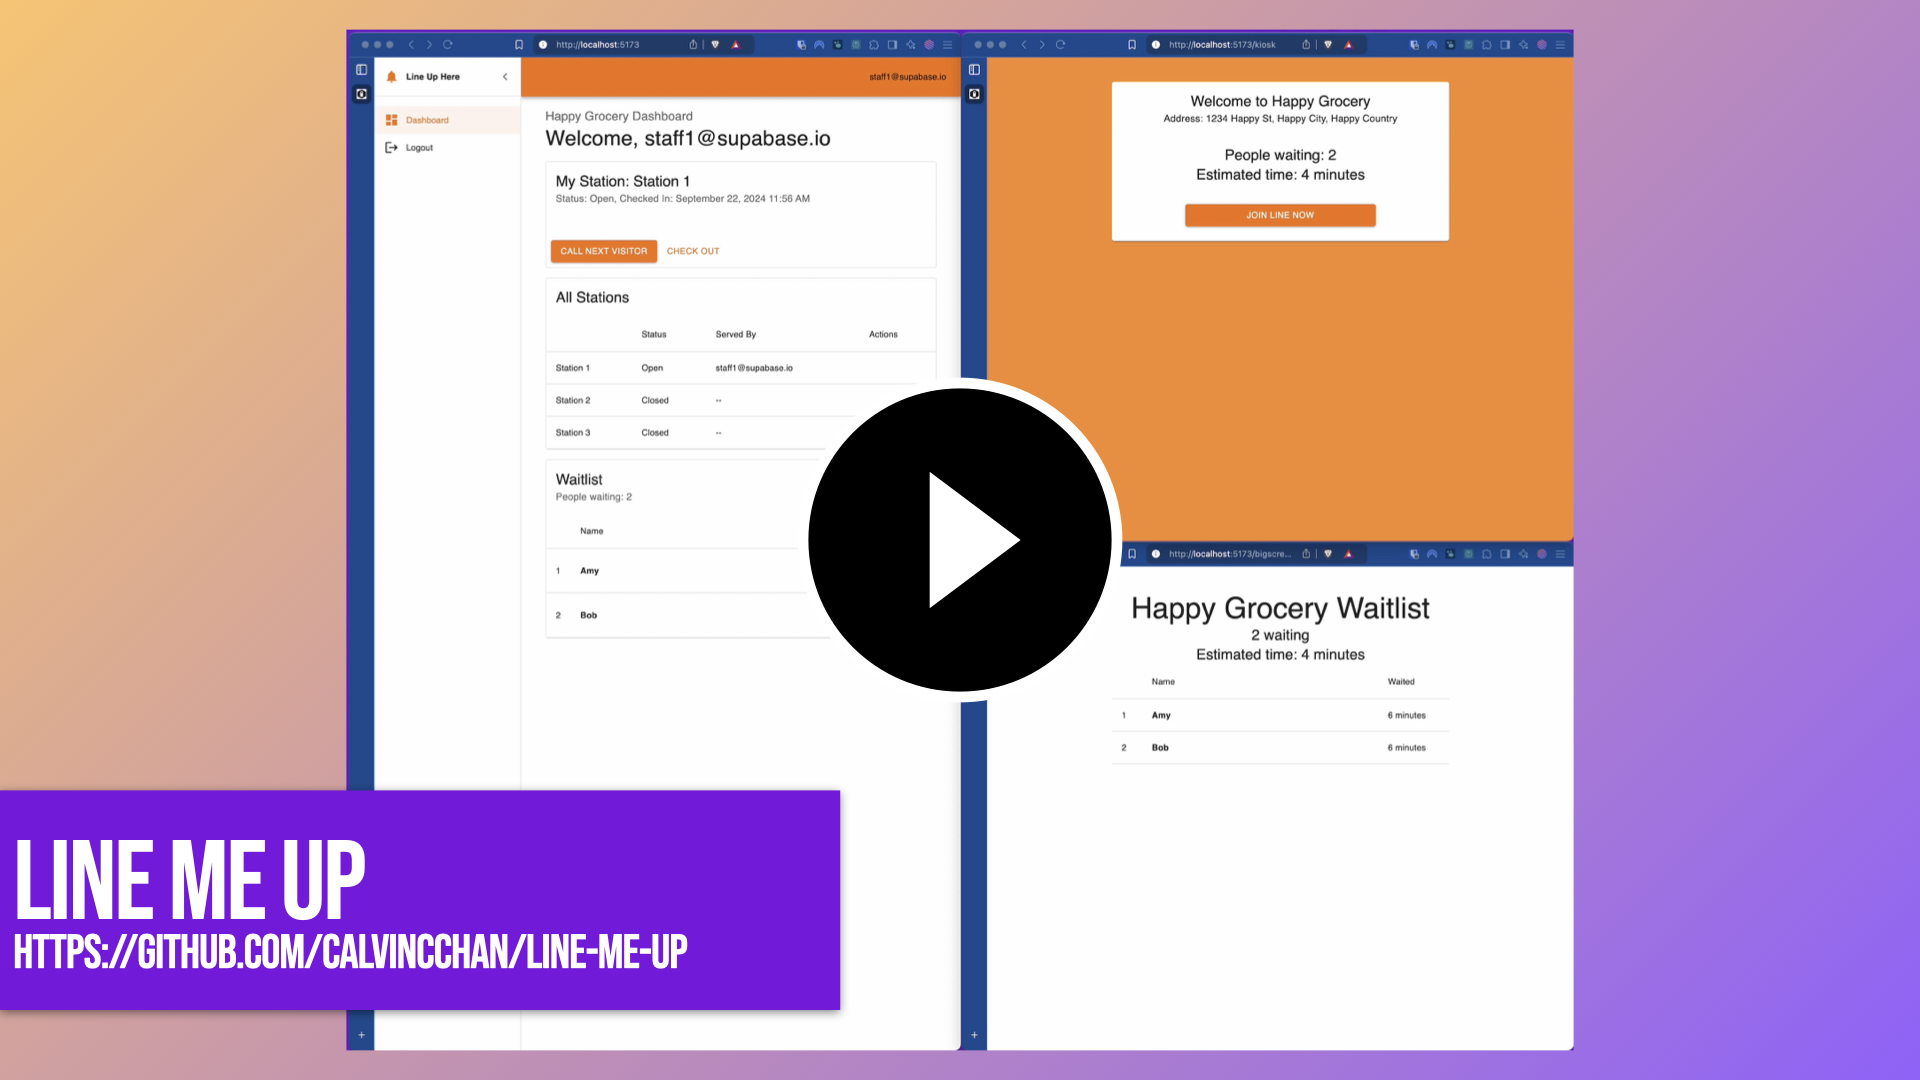 http://localhost:5173
Line Up Here
staff1@supabase.io
Dashboard
Logout
Happy Grocery Dashboard
Welcome, staff1@supabase.io
My Station: Station 1
Status: Open, Checked In: September 22, 2024 11:56 AM
CALL NEXT VISITOR
CHECK OUT
All Stations
Status Served By Actions
Station 1 Open staff1@supabase.io
Station 2 Closed --
Station 3 Closed --
Waitlist
People waiting: 2
Name
1 Amy
2 Bob
http://localhost:5173/kiosk
Welcome to Happy Grocery
Address: 1234 Happy St, Happy City, Happy Country
People waiting: 2
Estimated time: 4 minutes
JOIN LINE NOW
http://localhost:5173/bigscre...
Happy Grocery Waitlist
2 waiting
Estimated time: 4 minutes
Name Waited
1 Amy 6 minutes
2 Bob 6 minutes
LINE ME UP
HTTPS://GITHUB.COM/CALVINCCHAN/LINE-ME-UP